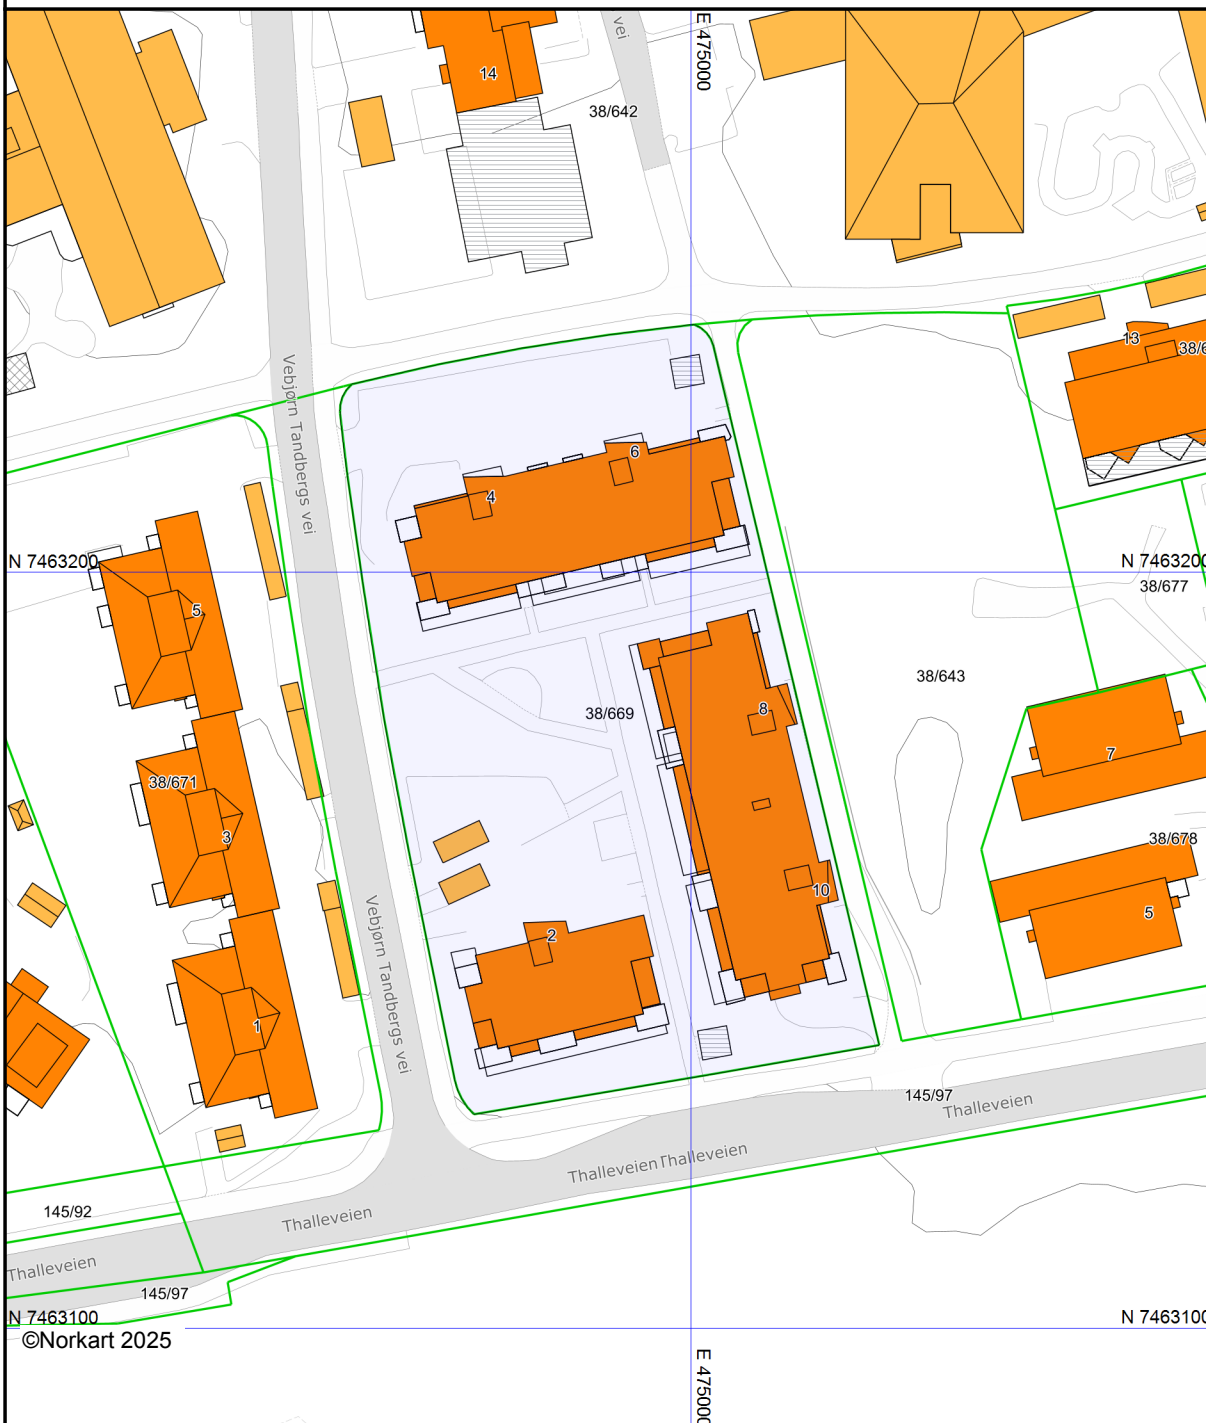 vei
E 475000
14
38/642
13
38/6
Vebjørn Tandbergs vei
6
4
N 7463200
N 7463200
38/677
5
38/643
8
38/669
7
38/671
3
38/678
10
5
2
Vebjørn Tandbergs vei
1
145/97
Thalleveien
Thalleveien
Thalleveien
145/92
Thalleveien
Thalleveien
145/97
N 7463100
N 7463100
©Norkart 2025
E 475000